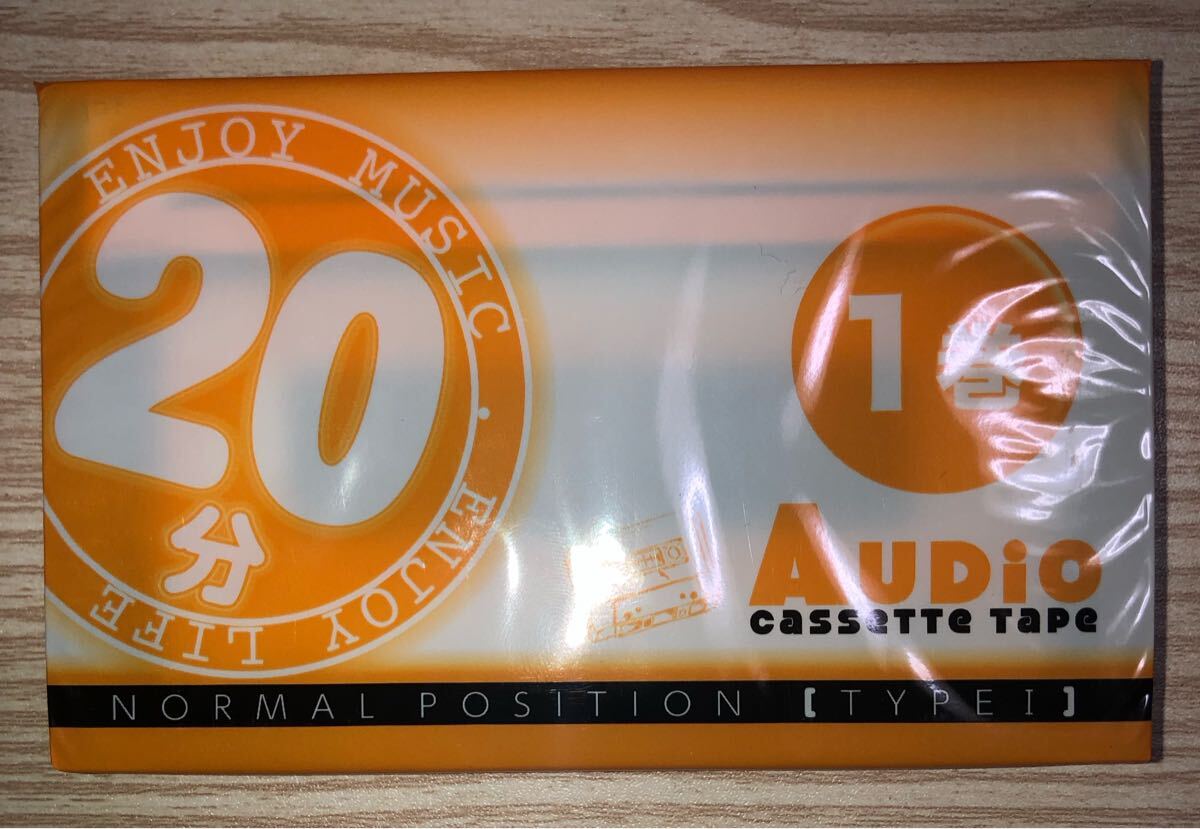 ENJOY MUSIC · ENJOY LIFE
20
分
1巻
AUDiO
cassette tape
NORMAL POSITION [TYPE I]